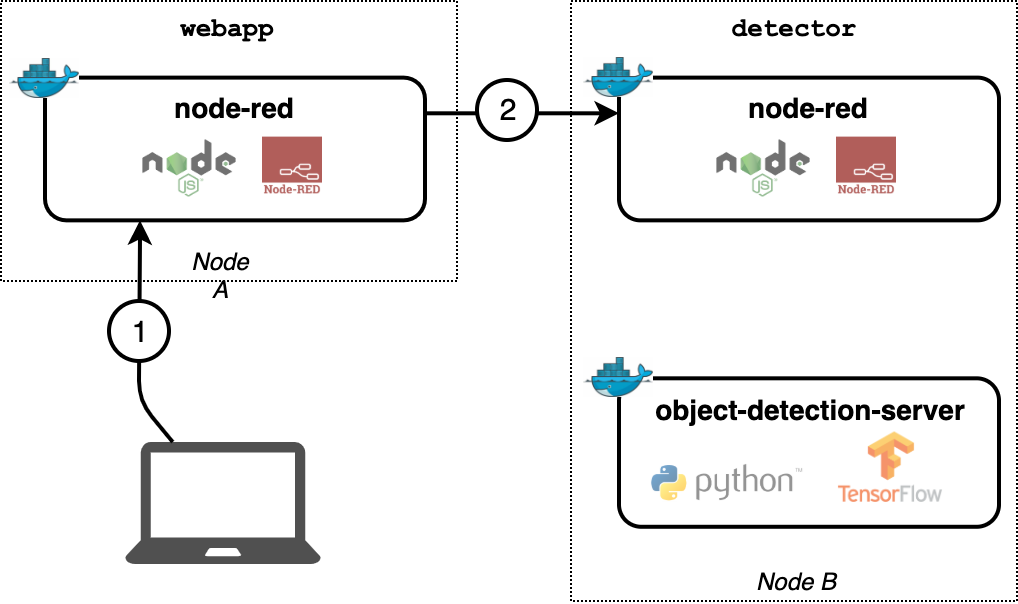 webapp
detector
node-red
node
JS
Node-RED
2
node-red
node
JS
Node-RED
Node
A
1
object-detection-server
python™
TensorFlow
Node B